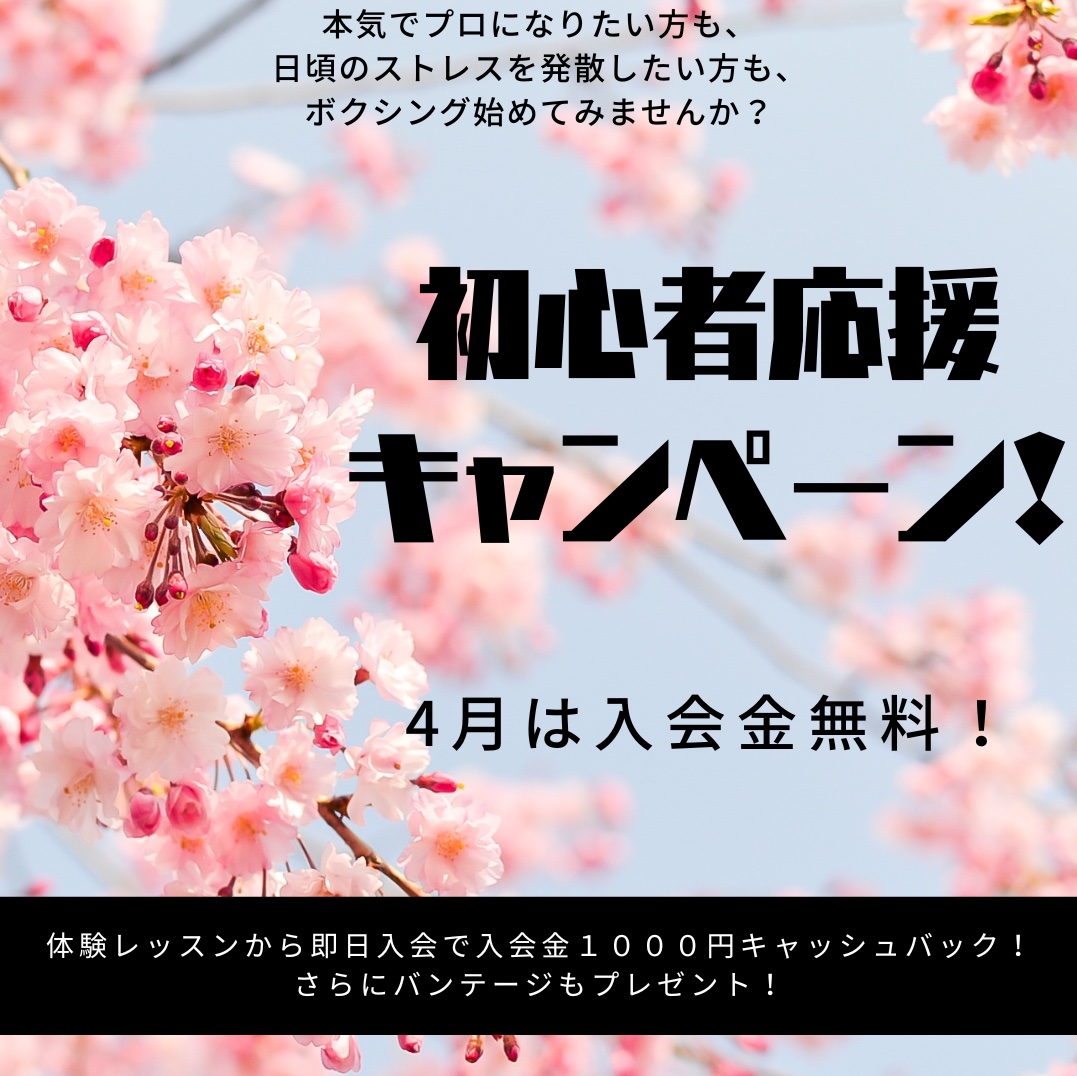 本気でプロになりたい方も、
日頃のストレスを発散したい方も、
ボクシング始めてみませんか？
初心者応援
キャンペーン!
4月は入会金無料！
体験レッスンから即日入会で入会金１０００円キャッシュバック！
さらにバンテージもプレゼント！